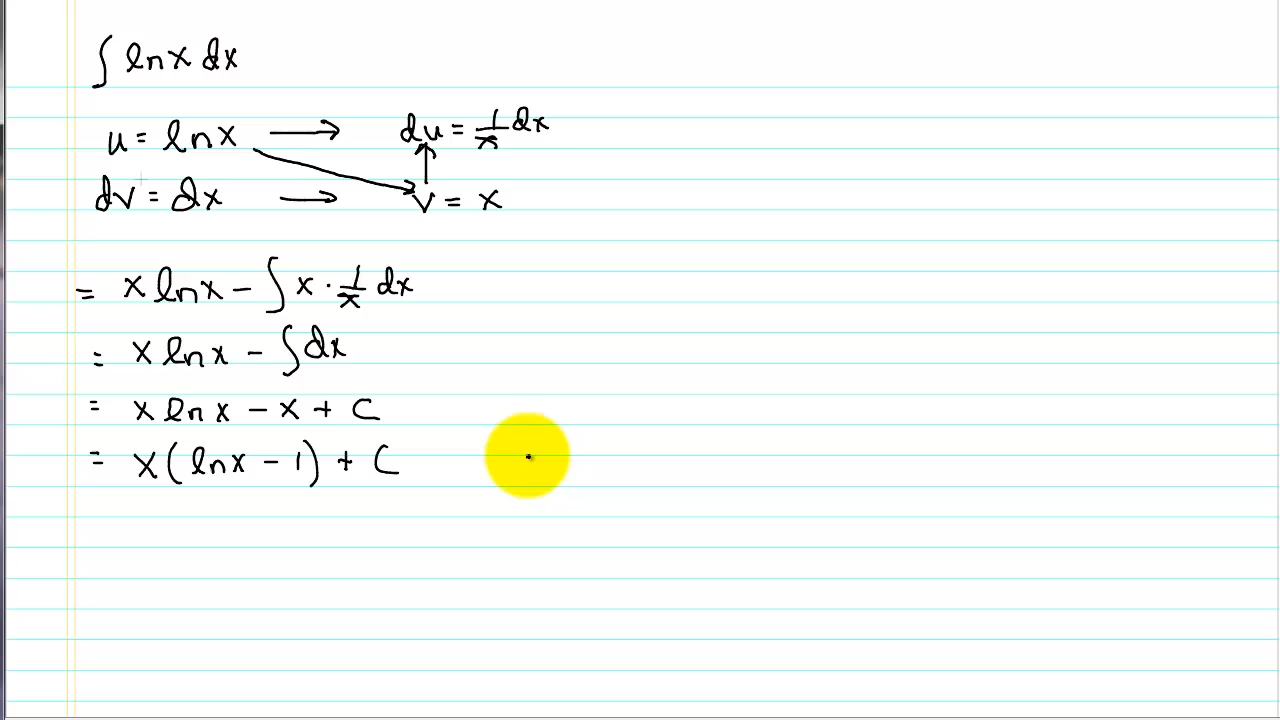 ∫ ln x dx
u = ln x → du = 1/x dx
dv = dx → v = x
= x ln x − ∫ x · 1/x dx
= x ln x − ∫ dx
= x ln x − x + C
= x(ln x − 1) + C